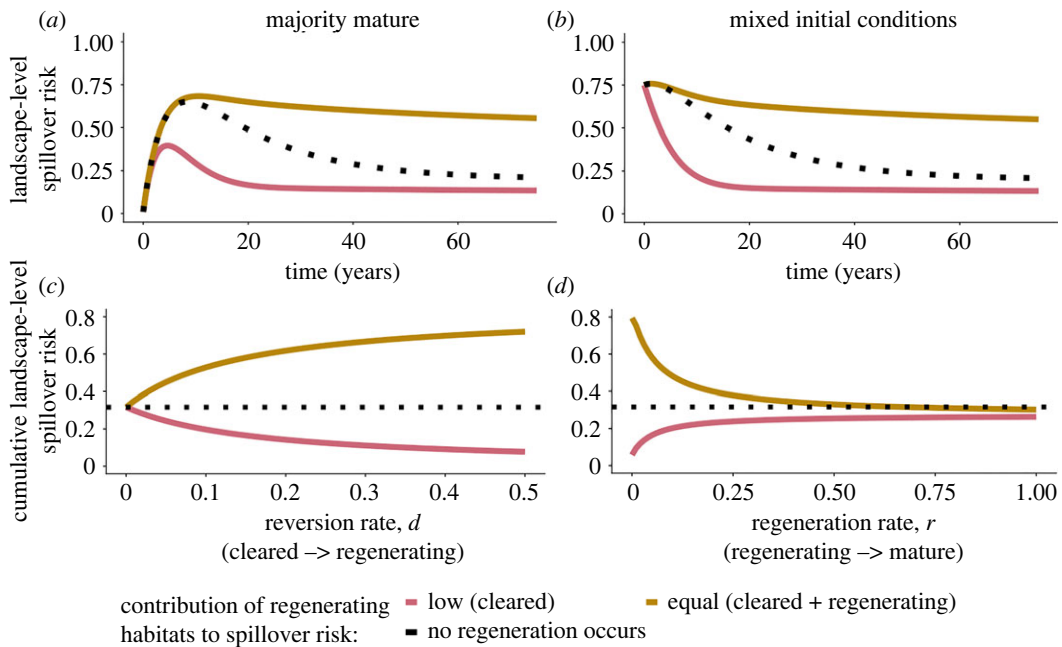 (a) majority mature
(b) mixed initial conditions
landscape-level
spillover risk
1.00
0.75
0.50
0.25
0
0 20 40 60
time (years)
1.00
0.75
0.50
0.25
0
0 20 40 60
time (years)
(c)
(d)
cumulative landscape-level
spillover risk
0.8
0.6
0.4
0.2
0
0 0.1 0.2 0.3 0.4 0.5
reversion rate, d
(cleared –> regenerating)
0.8
0.6
0.4
0.2
0
0 0.25 0.50 0.75 1.00
regeneration rate, r
(regenerating –> mature)
contribution of regenerating
habitats to spillover risk:
low (cleared)
equal (cleared + regenerating)
no regeneration occurs